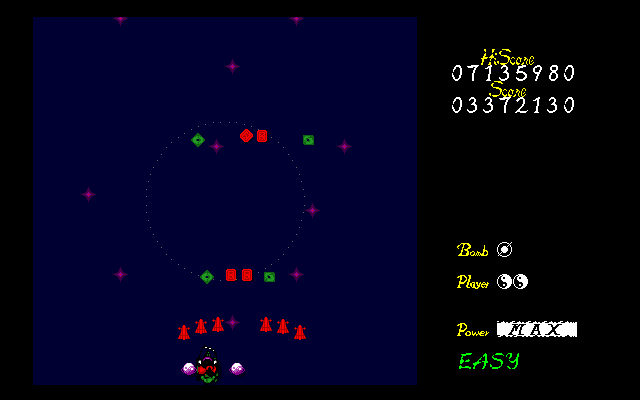 HiScore
07135980
Score
03372130
Bomb
Player
Power MAX
EASY